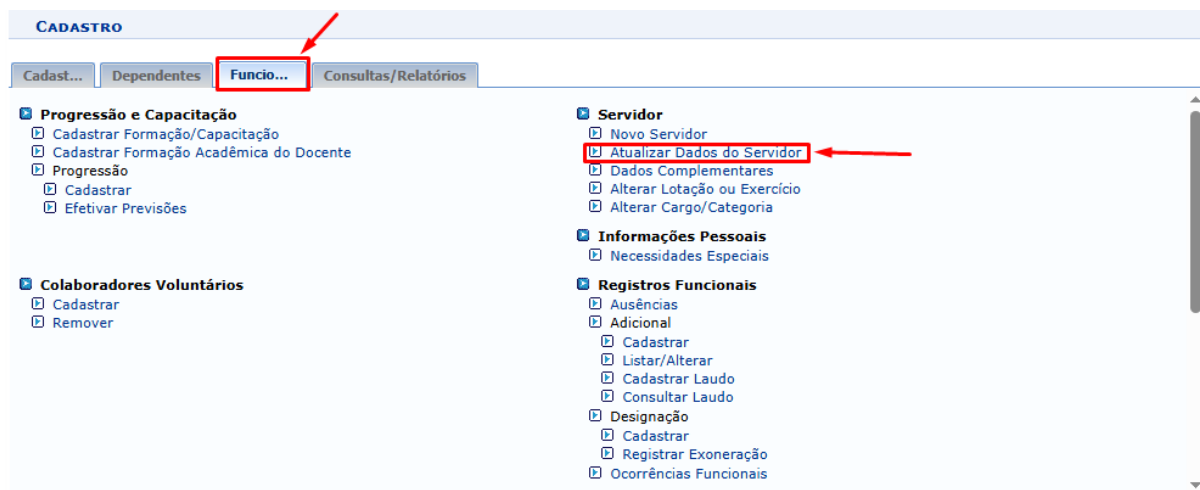 CADASTRO
Cadast... Dependentes Funcio... Consultas/Relatórios
Progressão e Capacitação
Cadastrar Formação/Capacitação
Cadastrar Formação Acadêmica do Docente
Progressão
Cadastrar
Efetivar Previsões
Colaboradores Voluntários
Cadastrar
Remover
Servidor
Novo Servidor
Atualizar Dados do Servidor
Dados Complementares
Alterar Lotação ou Exercício
Alterar Cargo/Categoria
Informações Pessoais
Necessidades Especiais
Registros Funcionais
Ausências
Adicional
Cadastrar
Listar/Alterar
Cadastrar Laudo
Consultar Laudo
Designação
Cadastrar
Registrar Exoneração
Ocorrências Funcionais